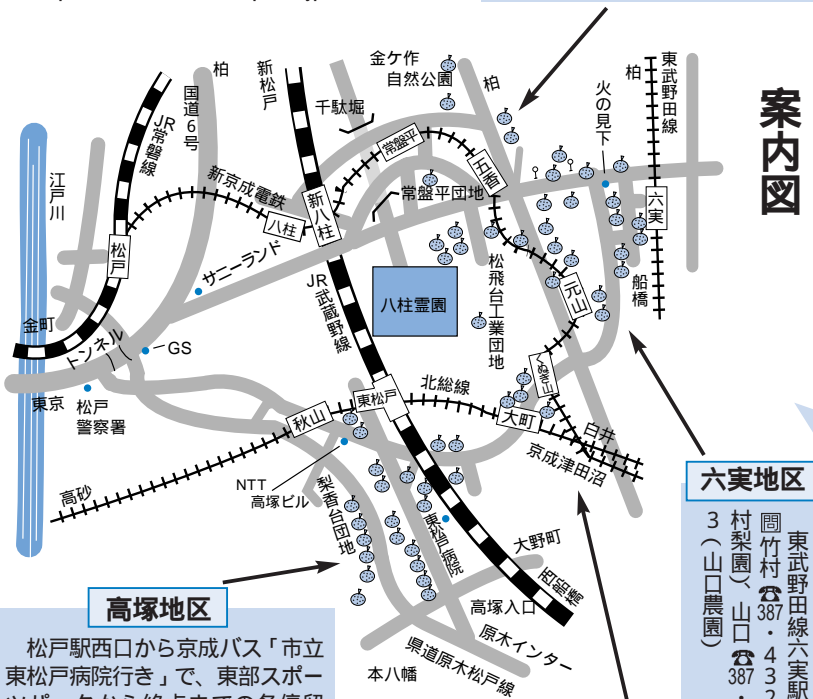 案内図
金ケ作
自然公園
柏
柏
新松戸
千駄堀
国道6号
JR常磐線
江戸川
松戸
新京成電鉄
八柱
新八柱
常盤平
五香
火の見下
柏
東武野田線
六実
船橋
常盤平団地
サニーランド
JR武蔵野線
八柱霊園
松飛台工業団地
元山
くぬぎ山
金町
トンネル
GS
東京
松戸
警察署
北総線
東松戸
秋山
大町
白井
京成津田沼
高砂
NTT
高塚ビル
梨香台団地
東松戸病院
大野町
西船橋
高塚入口
原木インター
県道原木松戸線
本八幡
高塚地区
松戸駅西口から京成バス「市立
東松戸病院行き」で、東部スポー
六実地区
東武野田線六実駅
問竹村☎387・43
村梨園)、山口☎387
3(山口農園)